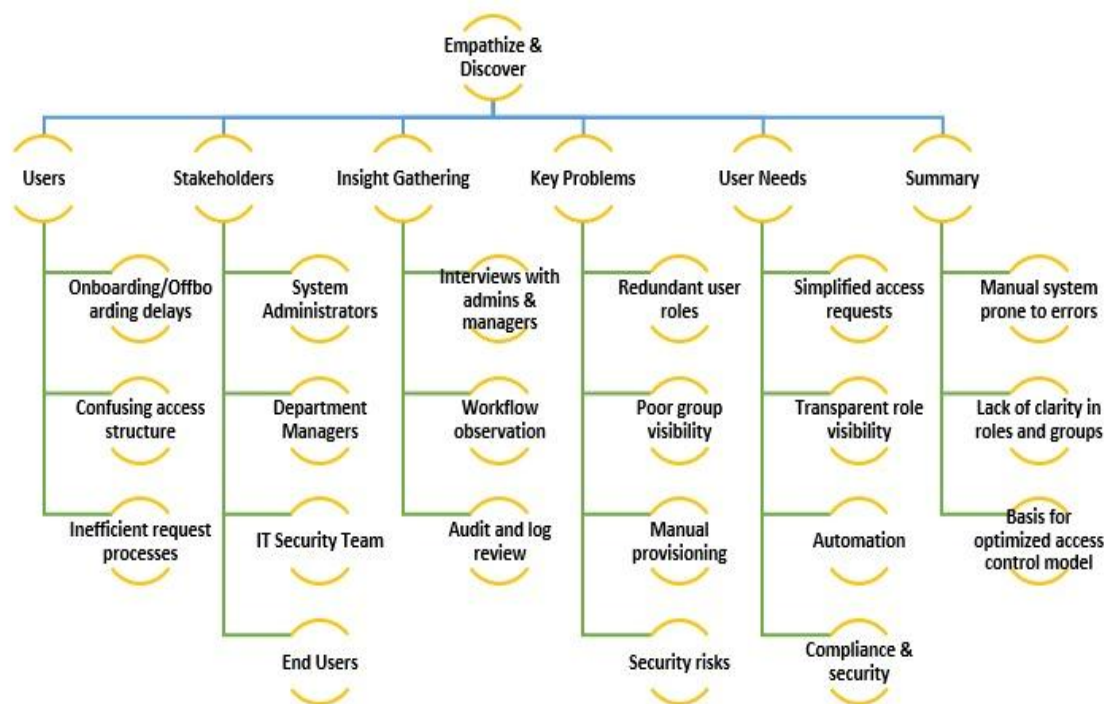 Empathize &
Discover
Users
Stakeholders
Insight Gathering
Key Problems
User Needs
Summary
Onboarding/Offbo
arding delays
System
Administrators
Interviews with
admins &
managers
Redundant user
roles
Simplified access
requests
Manual system
prone to errors
Confusing access
structure
Department
Managers
Workflow
observation
Poor group
visibility
Transparent role
visibility
Lack of clarity in
roles and groups
Inefficient request
processes
IT Security Team
Audit and log
review
Manual
provisioning
Automation
Basis for
optimized access
control model
End Users
Security risks
Compliance &
security